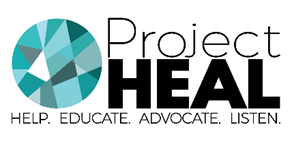 Project
HEAL
HELP. EDUCATE. ADVOCATE. LISTEN.